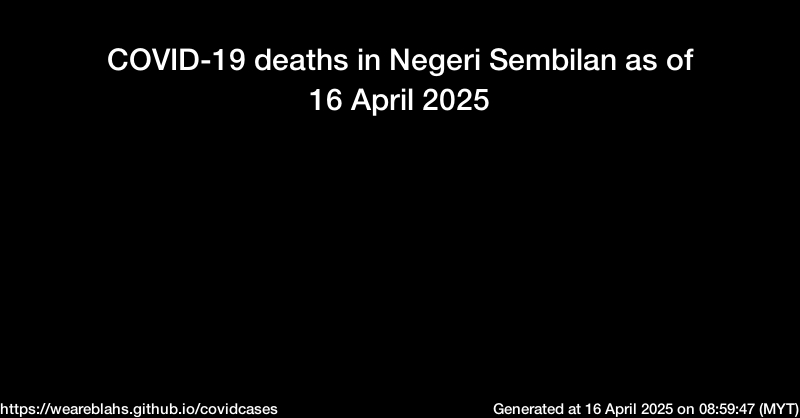 COVID-19 deaths in Negeri Sembilan as of
16 April 2025
https://weareblahs.github.io/covidcases
Generated at 16 April 2025 on 08:59:47 (MYT)